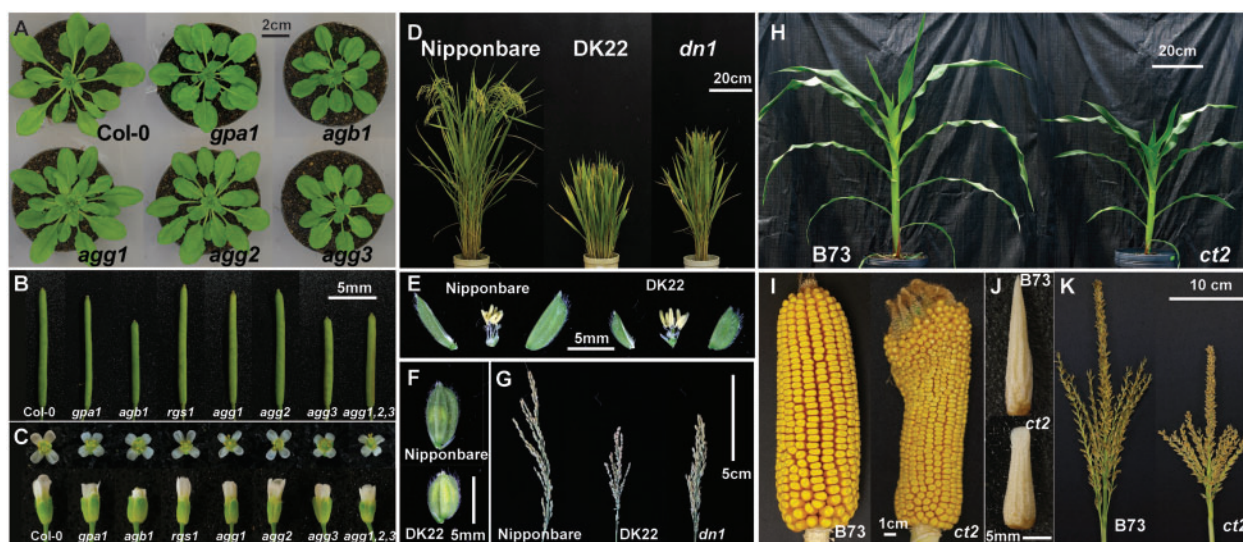 A
2cm
Col-0
gpa1
agb1
agg1
agg2
agg3
B
5mm
Col-0
gpa1
agb1
rgs1
agg1
agg2
agg3
agg1,2,3
C
Col-0
gpa1
agb1
rgs1
agg1
agg2
agg3
agg1,2,3
D
Nipponbare
DK22
dn1
20cm
E
Nipponbare
DK22
5mm
F
Nipponbare
DK22
5mm
G
5cm
Nipponbare
DK22
dn1
H
20cm
B73
ct2
I
B73
1cm
ct2
J
B73
ct2
5mm
K
10 cm
B73
ct2